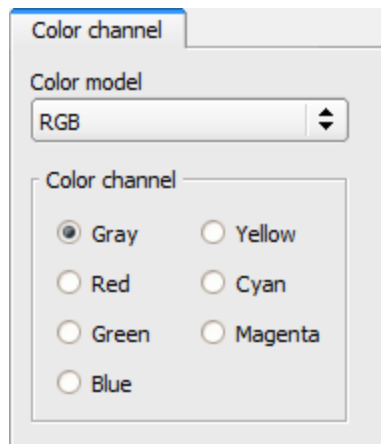 Color channel
Color model
RGB
Color channel
Gray Yellow
Red Cyan
Green Magenta
Blue